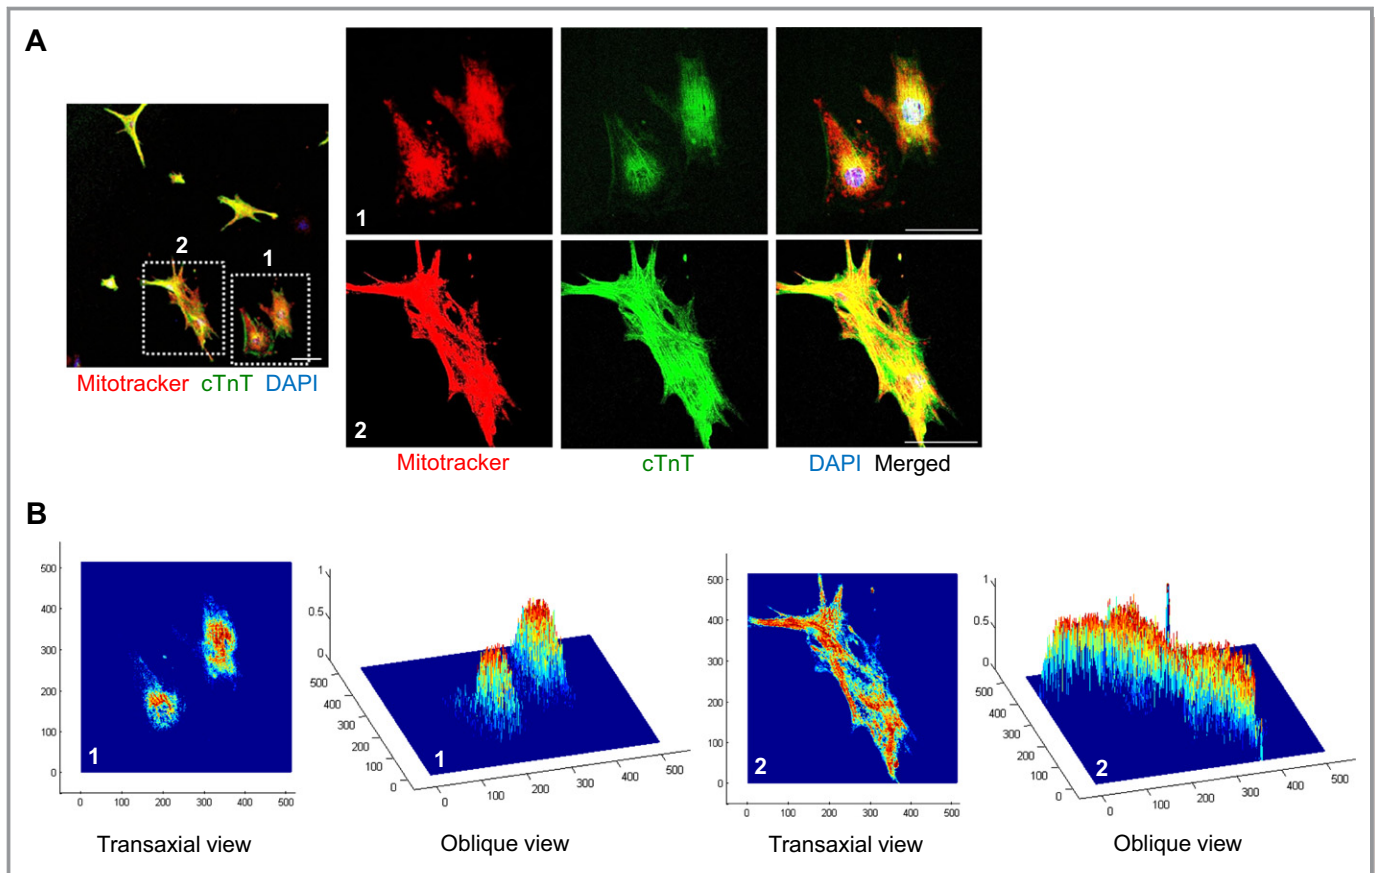 A
2
1
Mitotracker cTnT DAPI
1
2
Mitotracker
cTnT
DAPI Merged
B
500
400
300
200
100
0
0 100 200 300 400 500
1
Transaxial view
1
0.5
0
500
400
300
200
100
0
0 100 200 300 400 500
1
Oblique view
500
400
300
200
100
0
0 100 200 300 400 500
2
Transaxial view
1
0.5
0
500
400
300
200
100
0
0 100 200 300 400 500
2
Oblique view